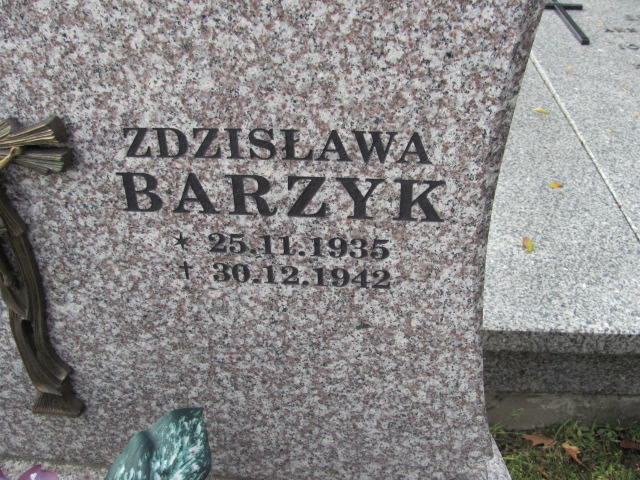 ZDZISŁAWA
BARZYK
* 25.11.1935
† 30.12.1942